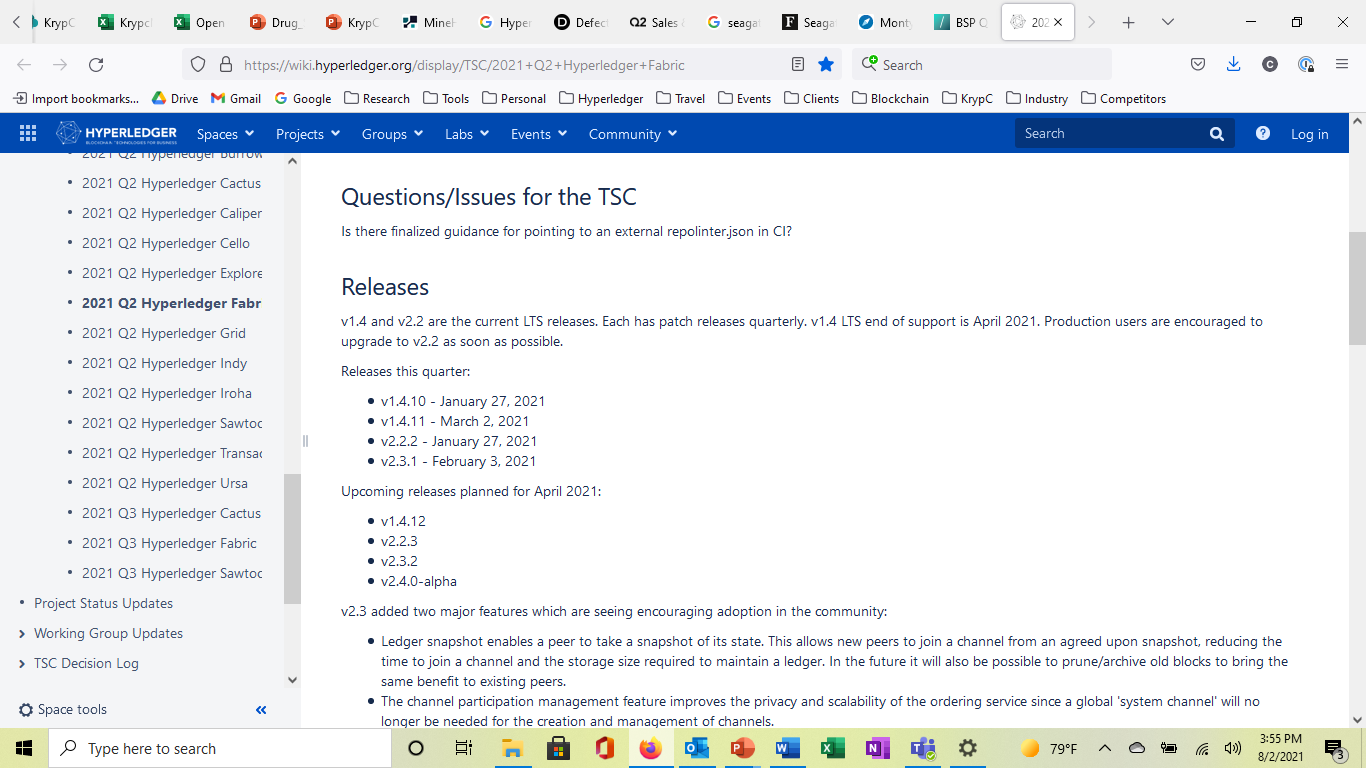 KrypC
Krypc
Open
Drug_
KrypC
MineH
Hyper
Defect
Q2 Sales
seagat
Seagat
Monty
BSP Q
202
https://wiki.hyperledger.org/display/TSC/2021+Q2+Hyperledger+Fabric
Search
Import bookmarks...
Drive
Gmail
Google
Research
Tools
Personal
Hyperledger
Travel
Events
Clients
Blockchain
KrypC
Industry
Competitors
HYPERLEDGER
BLOCKCHAIN TECHNOLOGIES FOR BUSINESS
Spaces
Projects
Groups
Labs
Events
Community
Search
Log in
2021 Q2 Hyperledger Burrow
2021 Q2 Hyperledger Cactus
2021 Q2 Hyperledger Caliper
2021 Q2 Hyperledger Cello
2021 Q2 Hyperledger Explore
2021 Q2 Hyperledger Fabr
2021 Q2 Hyperledger Grid
2021 Q2 Hyperledger Indy
2021 Q2 Hyperledger Iroha
2021 Q2 Hyperledger Sawtoo
2021 Q2 Hyperledger Transac
2021 Q2 Hyperledger Ursa
2021 Q3 Hyperledger Cactus
2021 Q3 Hyperledger Fabric
2021 Q3 Hyperledger Sawtoo
Project Status Updates
Working Group Updates
TSC Decision Log
Space tools
Questions/Issues for the TSC
Is there finalized guidance for pointing to an external repolinter.json in CI?
Releases
v1.4 and v2.2 are the current LTS releases. Each has patch releases quarterly. v1.4 LTS end of support is April 2021. Production users are encouraged to
upgrade to v2.2 as soon as possible.
Releases this quarter:
v1.4.10 - January 27, 2021
v1.4.11 - March 2, 2021
v2.2.2 - January 27, 2021
v2.3.1 - February 3, 2021
Upcoming releases planned for April 2021:
v1.4.12
v2.2.3
v2.3.2
v2.4.0-alpha
v2.3 added two major features which are seeing encouraging adoption in the community:
Ledger snapshot enables a peer to take a snapshot of its state. This allows new peers to join a channel from an agreed upon snapshot, reducing the
time to join a channel and the storage size required to maintain a ledger. In the future it will also be possible to prune/archive old blocks to bring the
same benefit to existing peers.
The channel participation management feature improves the privacy and scalability of the ordering service since a global 'system channel' will no
longer be needed for the creation and management of channels.
Type here to search
79°F
3:55 PM
8/2/2021
3